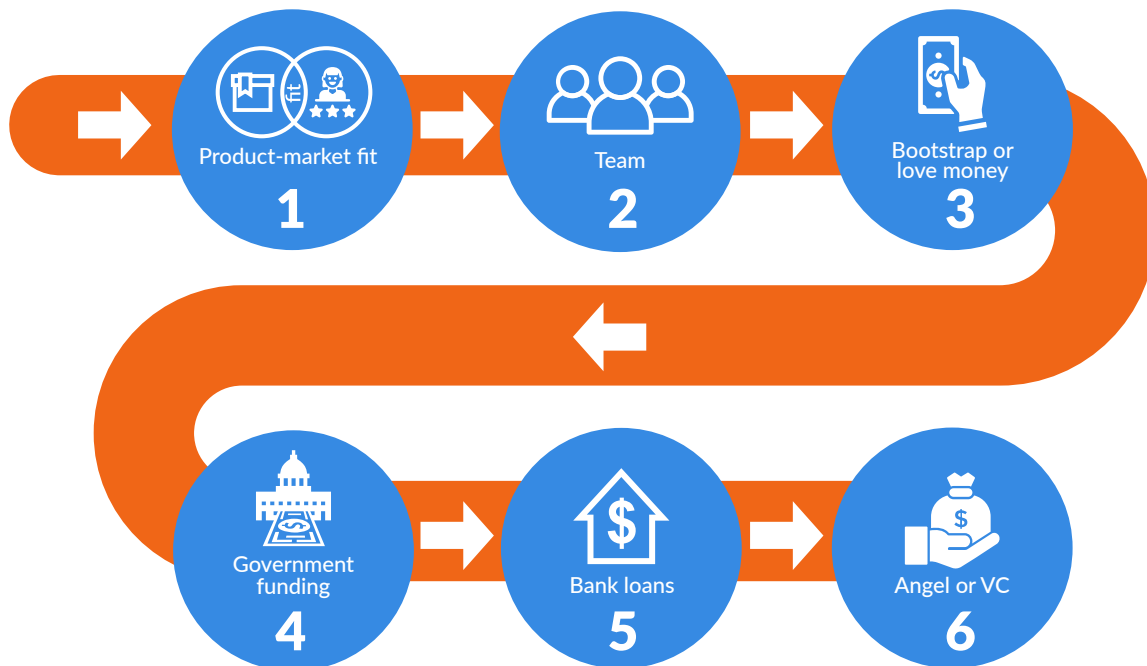 fit
Product-market fit
1
Team
2
$
Bootstrap or
love money
3
$
Government
funding
4
$
Bank loans
5
$
Angel or VC
6